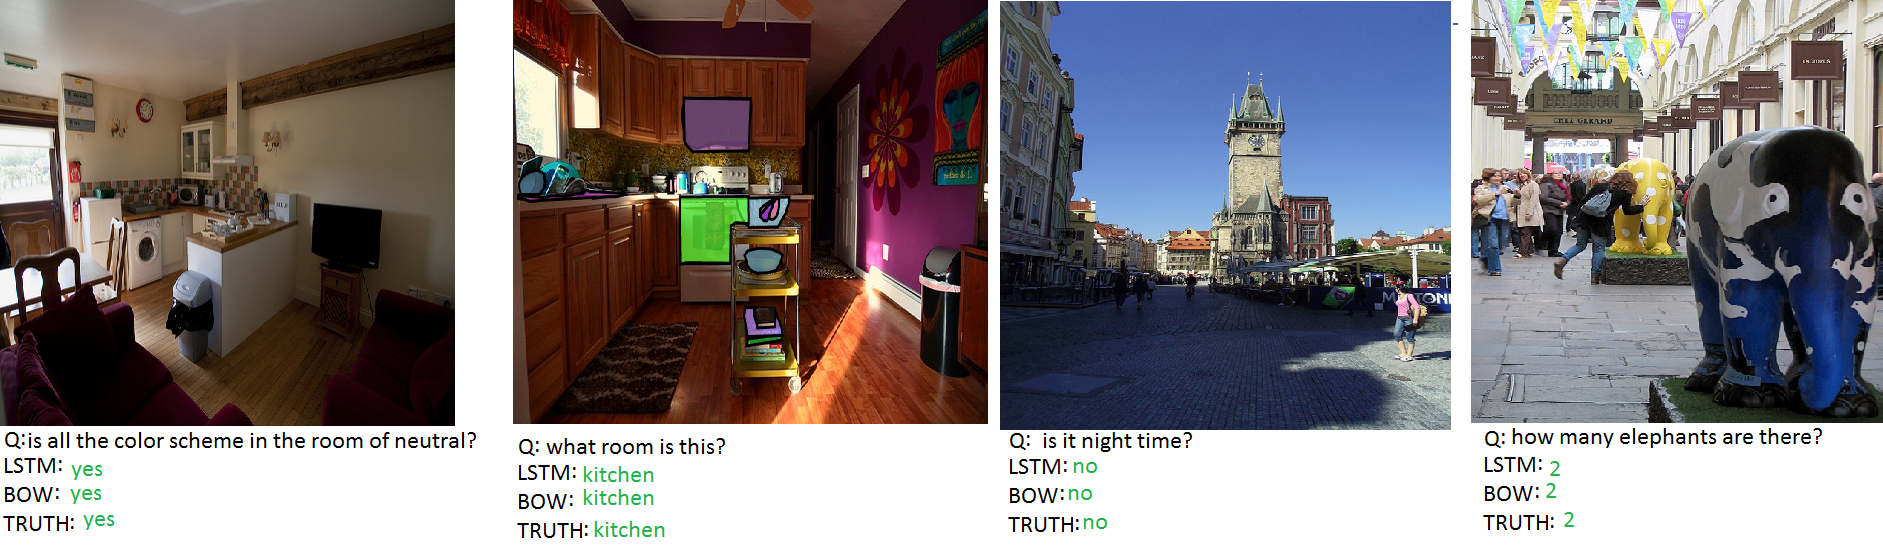 Q:is all the color scheme in the room of neutral?
LSTM: yes
BOW: yes
TRUTH: yes
Q: what room is this?
LSTM: kitchen
BOW: kitchen
TRUTH: kitchen
Q: is it night time?
LSTM: no
BOW: no
TRUTH: no
CHEZ GERARD
Q: how many elephants are there?
LSTM: 2
BOW: 2
TRUTH: 2